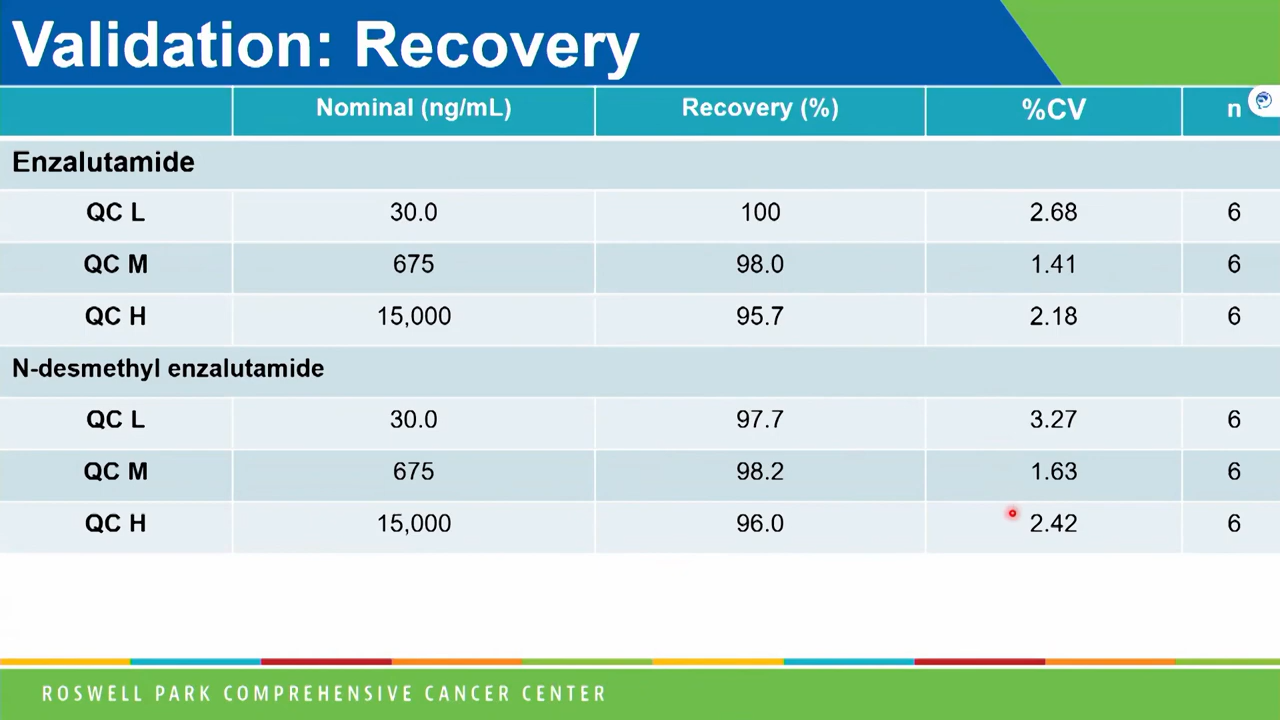 Validation: Recovery
Nominal (ng/mL) Recovery (%) %CV n
Enzalutamide
QC L 30.0 100 2.68 6
QC M 675 98.0 1.41 6
QC H 15,000 95.7 2.18 6
N-desmethyl enzalutamide
QC L 30.0 97.7 3.27 6
QC M 675 98.2 1.63 6
QC H 15,000 96.0 2.42 6
ROSWELL PARK COMPREHENSIVE CANCER CENTER